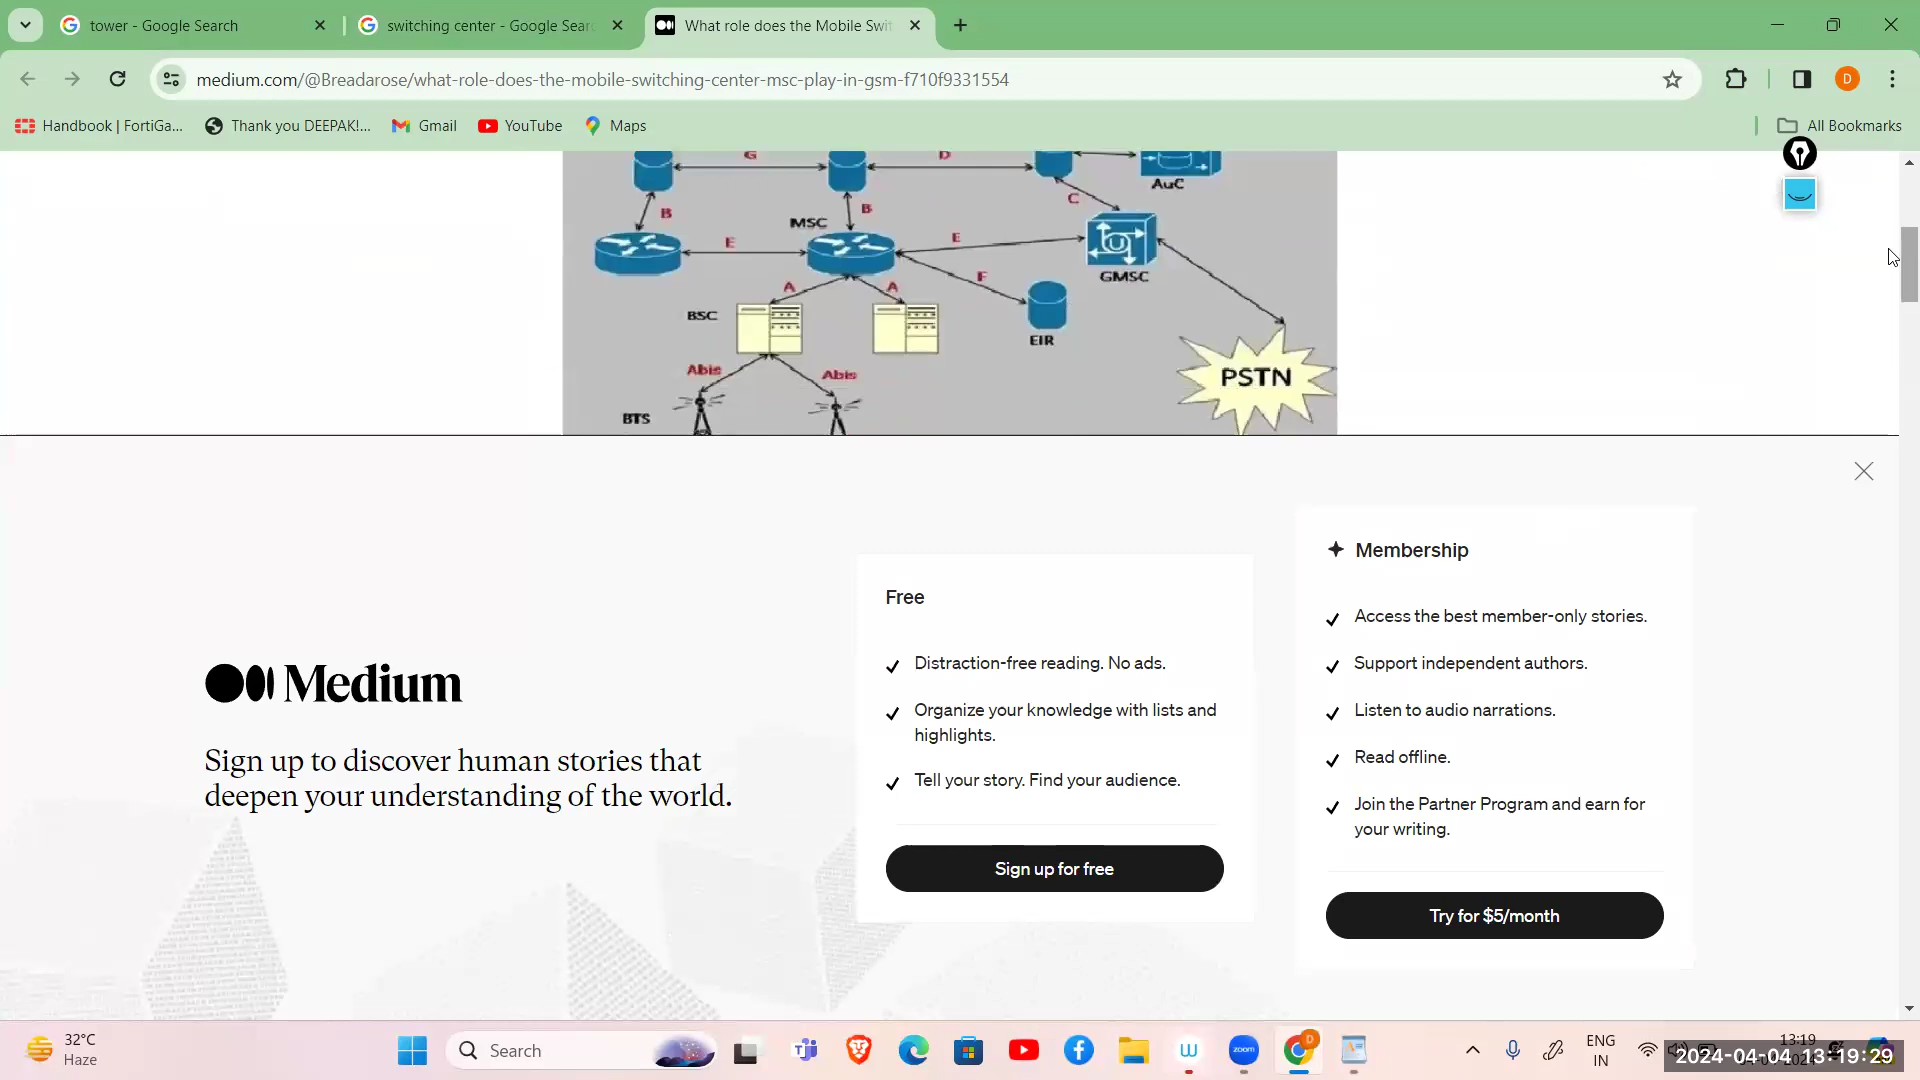 tower - Google Search
switching center - Google Sear
What role does the Mobile Swit
medium.com/@Breadarose/what-role-does-the-mobile-switching-center-msc-play-in-gsm-f710f9331554
D
Handbook | FortiGa...
Thank you DEEPAK!...
Gmail
YouTube
Maps
All Bookmarks
G
D
AuC
C
B
MSC
B
E
E
U
F
GMSC
A
A
BSC
EIR
Abis
Abis
PSTN
BTS
Medium
Sign up to discover human stories that
deepen your understanding of the world.
Free
Distraction-free reading. No ads.
Organize your knowledge with lists and
highlights.
Tell your story. Find your audience.
Sign up for free
Membership
Access the best member-only stories.
Support independent authors.
Listen to audio narrations.
Read offline.
Join the Partner Program and earn for
your writing.
Try for $5/month
32°C
Haze
Search
zoom
D
ENG
IN
13:19
2024-04-04 13:19:29